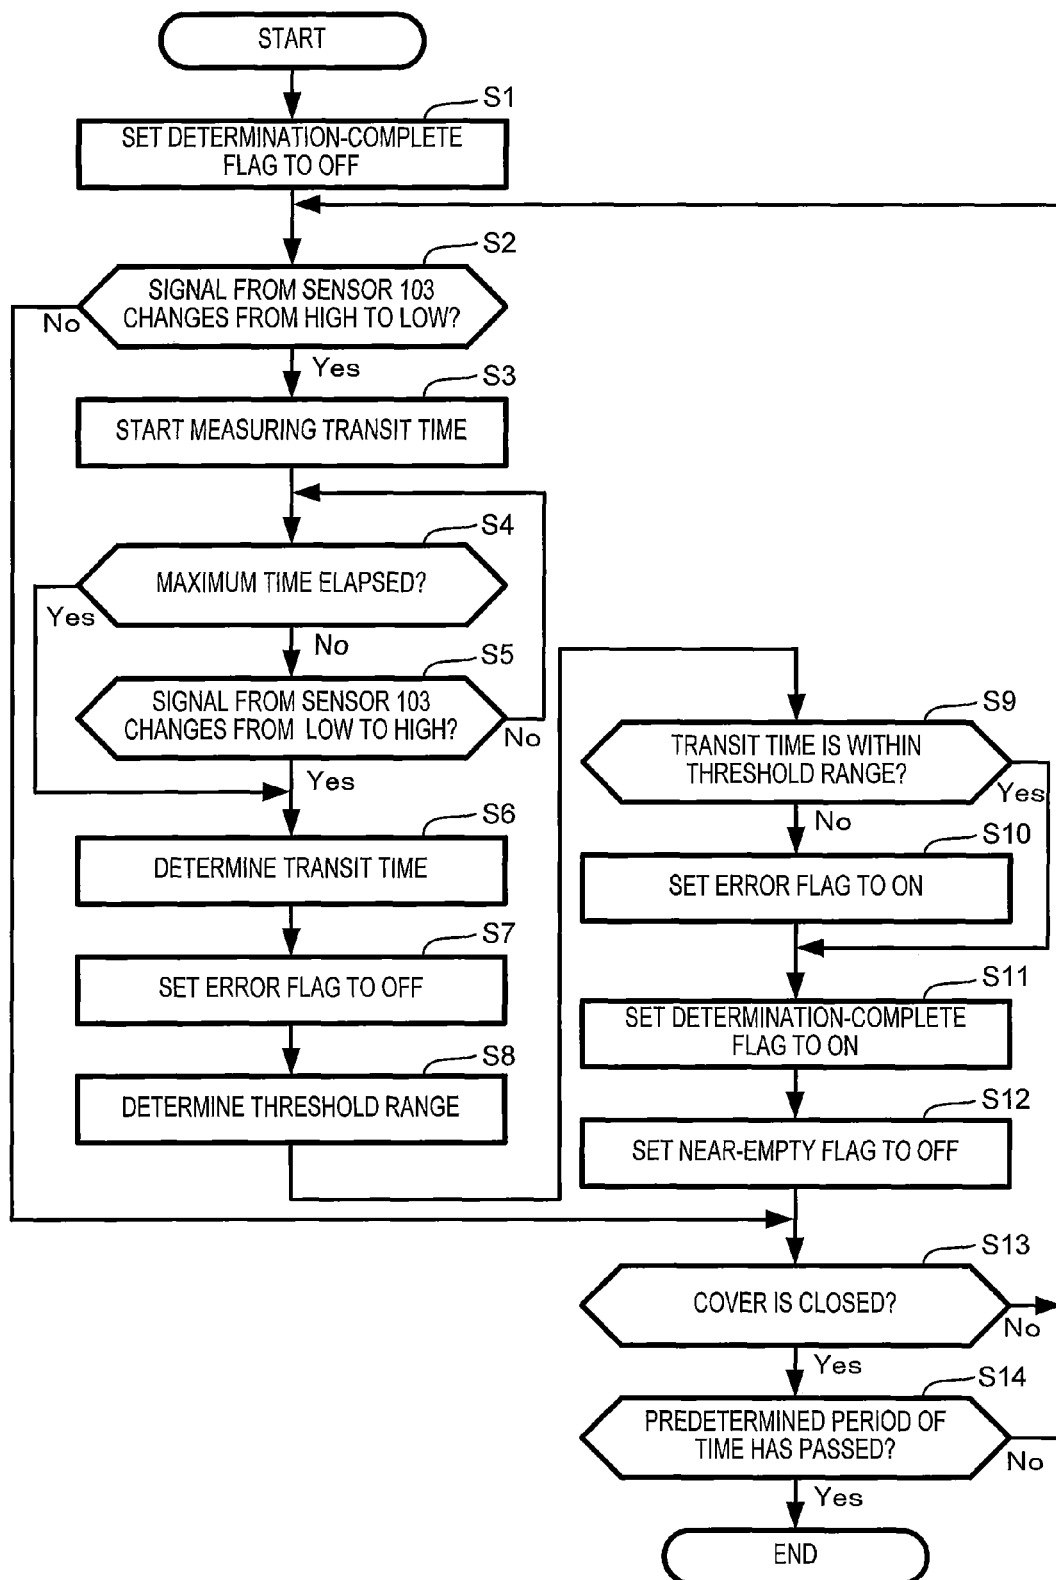 START
S1
SET DETERMINATION-COMPLETE
FLAG TO OFF
S2
SIGNAL FROM SENSOR 103
CHANGES FROM HIGH TO LOW?
No
Yes
S3
START MEASURING TRANSIT TIME
S4
MAXIMUM TIME ELAPSED?
Yes
No
S5
SIGNAL FROM SENSOR 103
CHANGES FROM LOW TO HIGH?
No
Yes
S6
DETERMINE TRANSIT TIME
S7
SET ERROR FLAG TO OFF
S8
DETERMINE THRESHOLD RANGE
S9
TRANSIT TIME IS WITHIN
THRESHOLD RANGE?
Yes
No
S10
SET ERROR FLAG TO ON
S11
SET DETERMINATION-COMPLETE
FLAG TO ON
S12
SET NEAR-EMPTY FLAG TO OFF
S13
COVER IS CLOSED?
No
Yes
S14
PREDETERMINED PERIOD OF
TIME HAS PASSED?
No
Yes
END